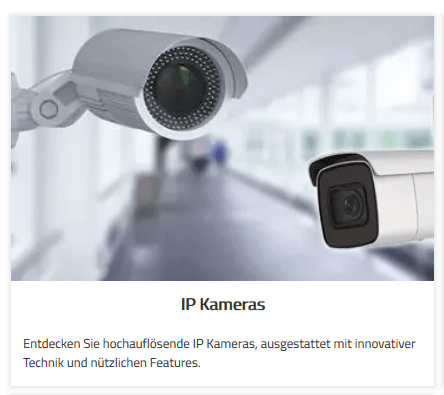 IP Kameras
Entdecken Sie hochauflösende IP Kameras, ausgestattet mit innovativer
Technik und nützlichen Features.